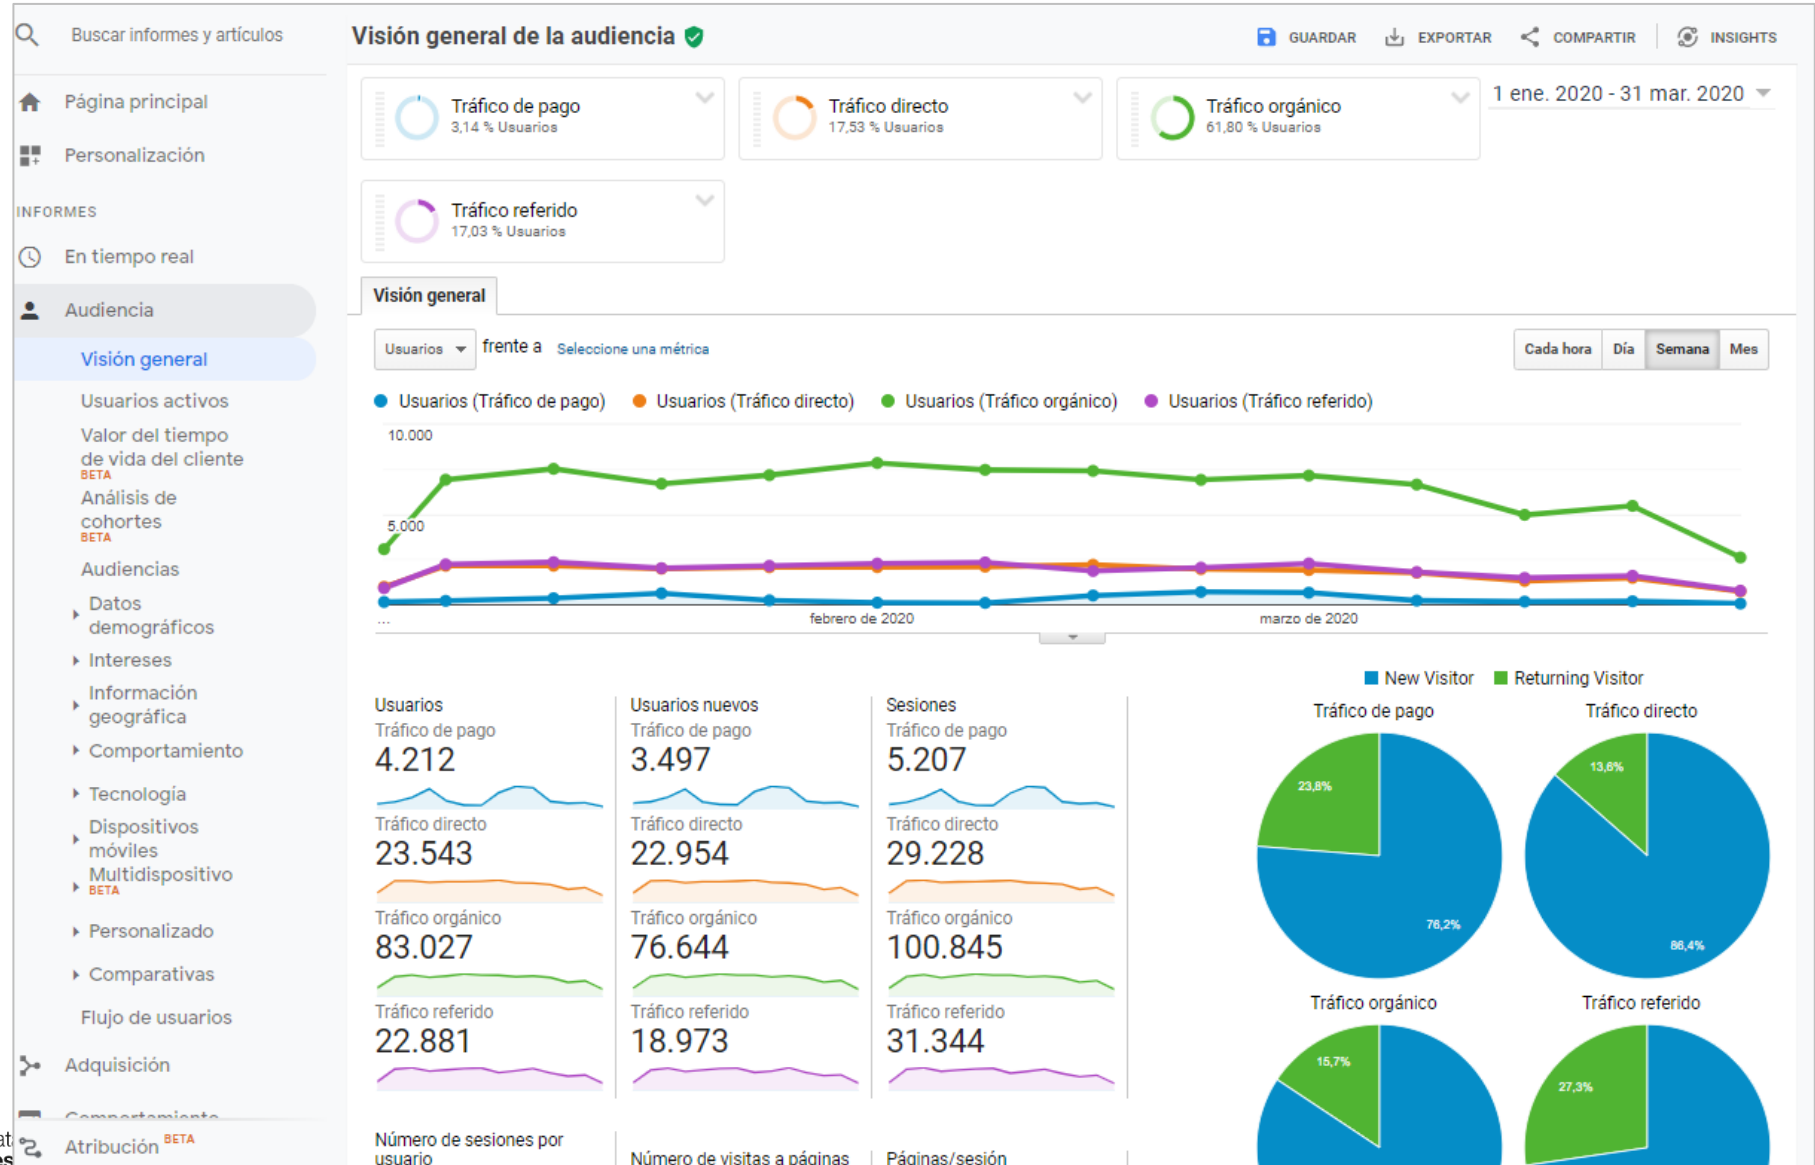 Buscar informes y artículos
Página principal
Personalización
INFORMES
En tiempo real
Audiencia
Visión general
Usuarios activos
Valor del tiempo
de vida del cliente
BETA
Análisis de
cohortes
BETA
Audiencias
Datos
demográficos
Intereses
Información
geográfica
Comportamiento
Tecnología
Dispositivos
móviles
Multidispositivo
BETA
Personalizado
Comparativas
Flujo de usuarios
Adquisición
Comportamiento
Atribución BETA
Visión general de la audiencia
GUARDAR
EXPORTAR
COMPARTIR
INSIGHTS
Tráfico de pago
3,14 % Usuarios
Tráfico directo
17,53 % Usuarios
Tráfico orgánico
61,80 % Usuarios
1 ene. 2020 - 31 mar. 2020
Tráfico referido
17,03 % Usuarios
Visión general
Usuarios frente a Seleccione una métrica
Cada hora Día Semana Mes
Usuarios (Tráfico de pago) Usuarios (Tráfico directo) Usuarios (Tráfico orgánico) Usuarios (Tráfico referido)
10.000
5.000
... febrero de 2020 marzo de 2020
Usuarios
Tráfico de pago
4.212
Tráfico directo
23.543
Tráfico orgánico
83.027
Tráfico referido
22.881
Usuarios nuevos
Tráfico de pago
3.497
Tráfico directo
22.954
Tráfico orgánico
76.644
Tráfico referido
18.973
Sesiones
Tráfico de pago
5.207
Tráfico directo
29.228
Tráfico orgánico
100.845
Tráfico referido
31.344
Número de sesiones por
usuario
Número de visitas a páginas
Páginas/sesión
New Visitor Returning Visitor
Tráfico de pago
23,8%
76,2%
Tráfico directo
13,6%
86,4%
Tráfico orgánico
15,7%
Tráfico referido
27,3%